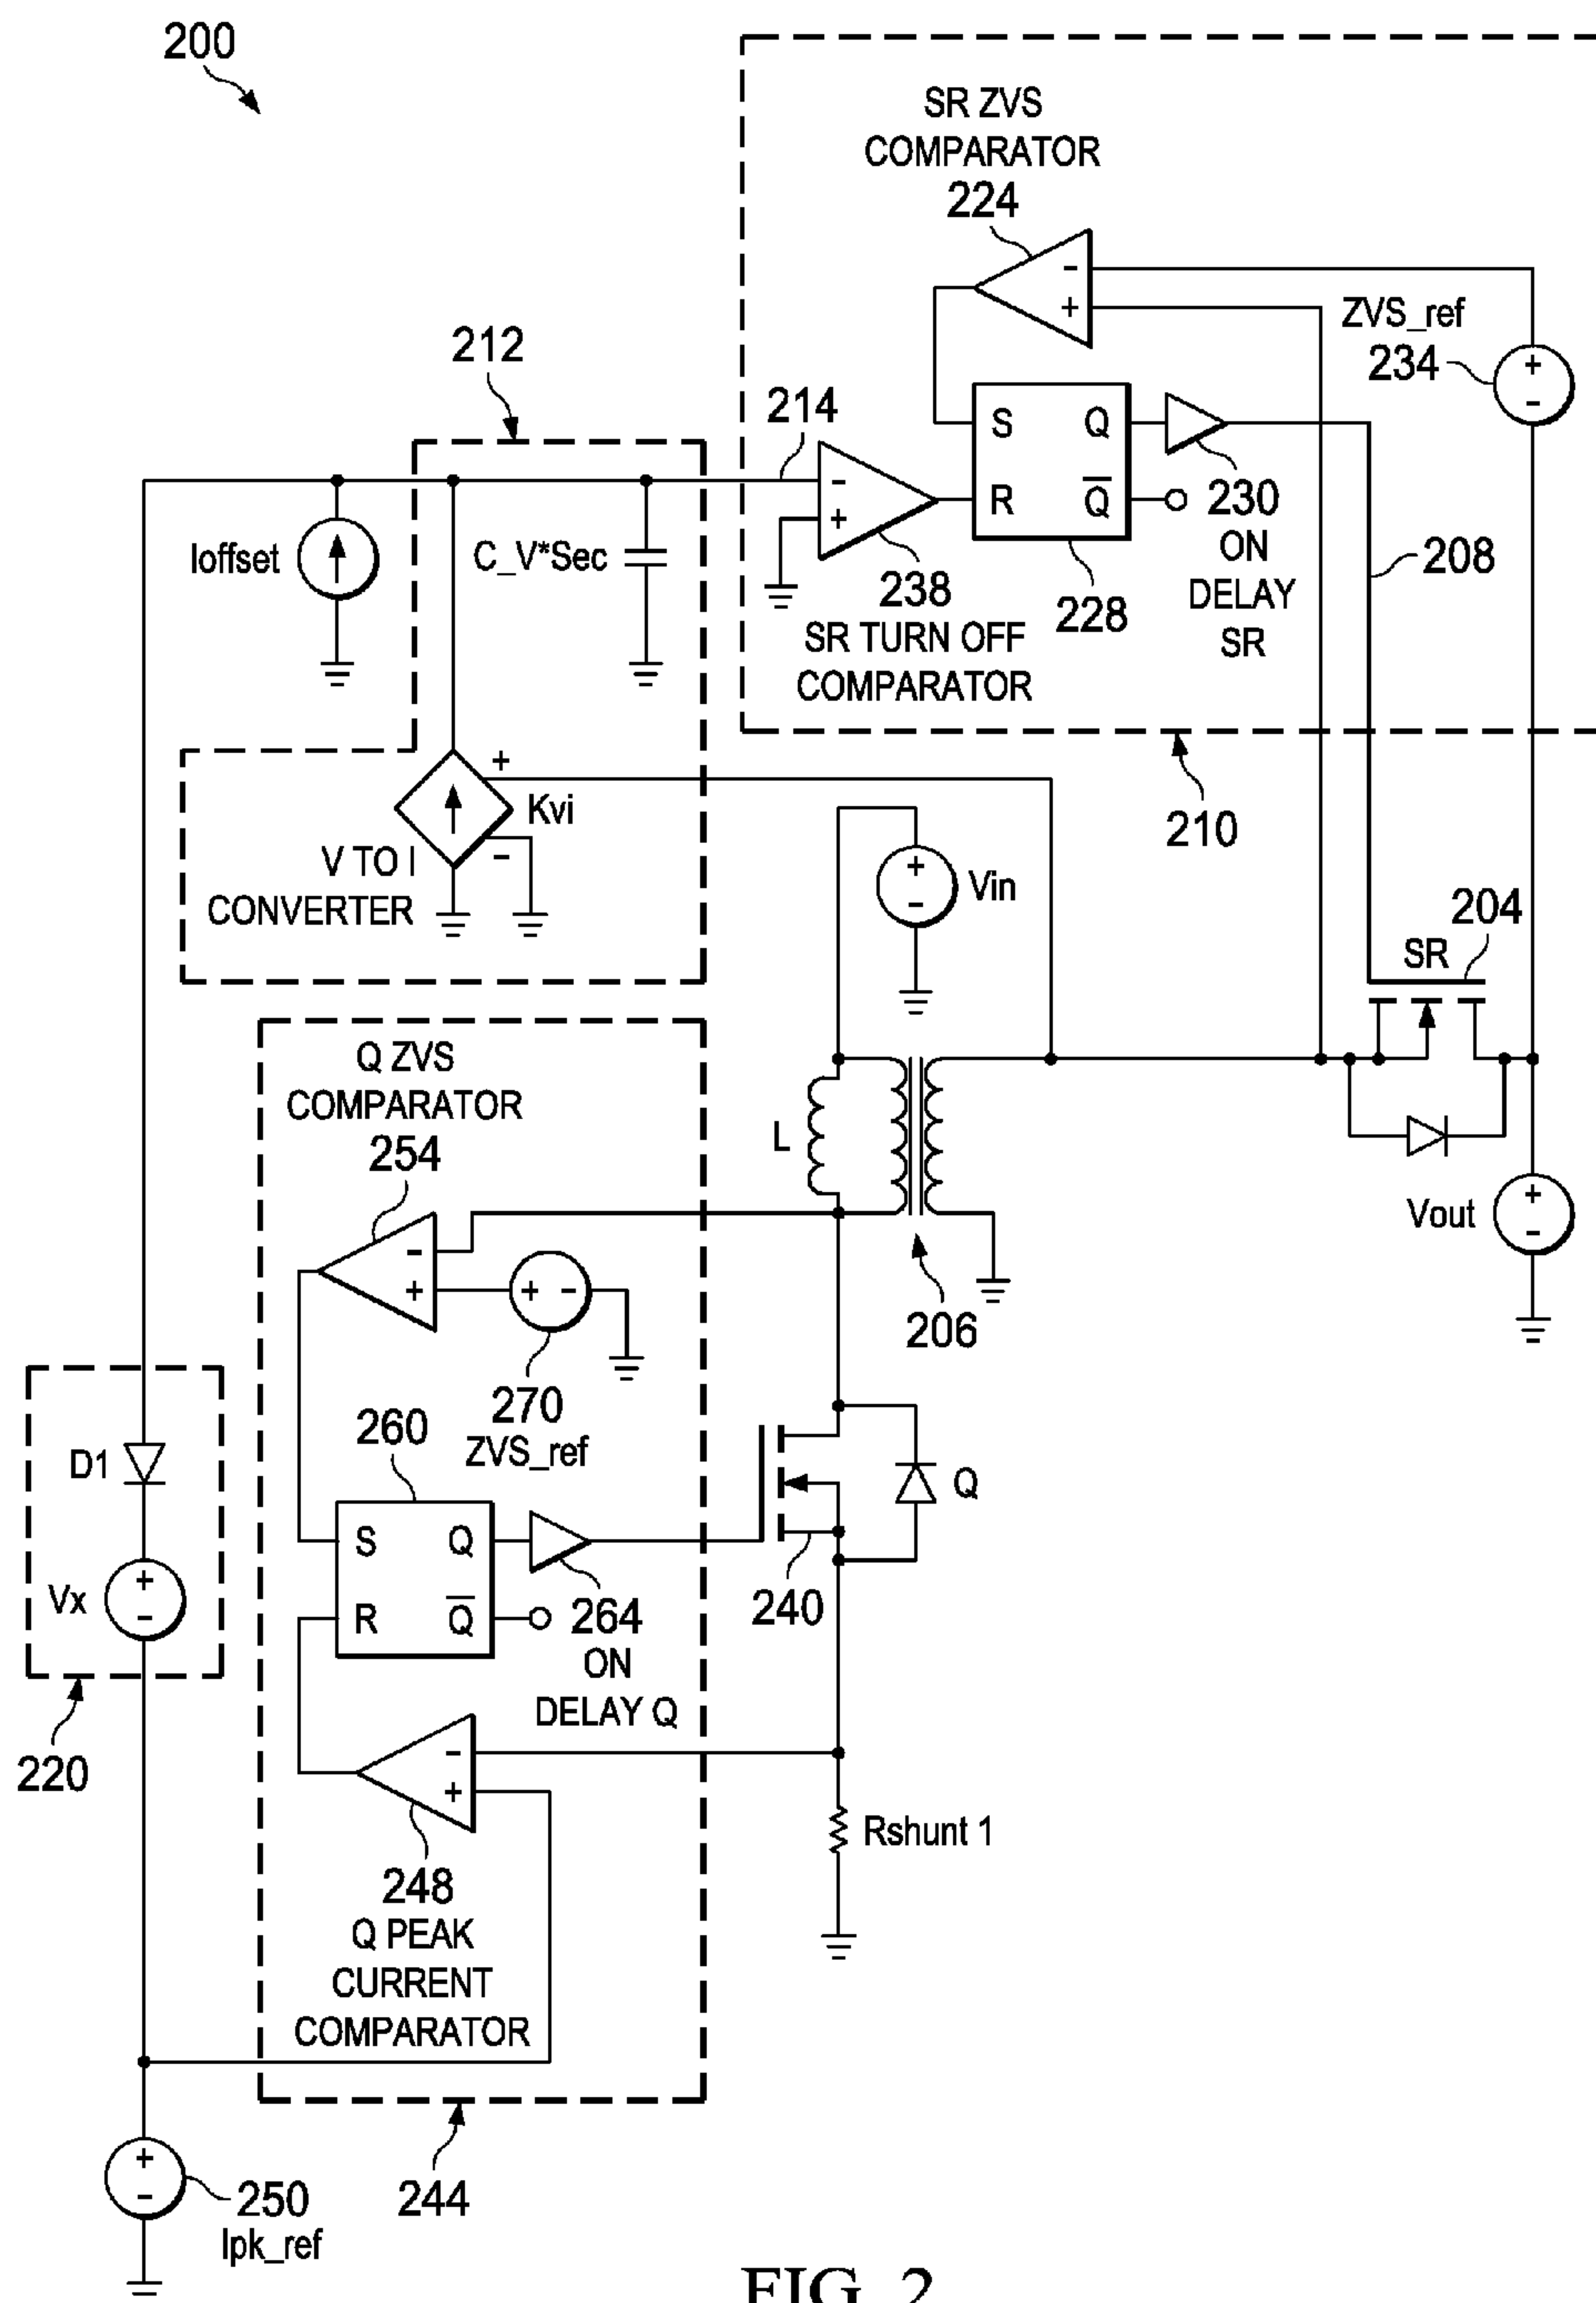 200
SR ZVS
COMPARATOR
224
-
+
ZVS_ref
234
+
-
212
214
S Q
R Q
-
+
230
ON
DELAY
SR
208
238
SR TURN OFF
COMPARATOR
228
Ioffset
C_V*Sec
+
Kvi
-
V TO I
CONVERTER
210
+
-
Vin
204
SR
Q ZVS
COMPARATOR
254
L
-
+
+ -
206
Vout
+
-
270
ZVS_ref
D1
260
S Q
R Q
Q
Vx
+
-
264
ON
DELAY Q
240
220
-
+
Rshunt 1
248
Q PEAK
CURRENT
COMPARATOR
244
+
-
250
Ipk_ref
FIG. 2